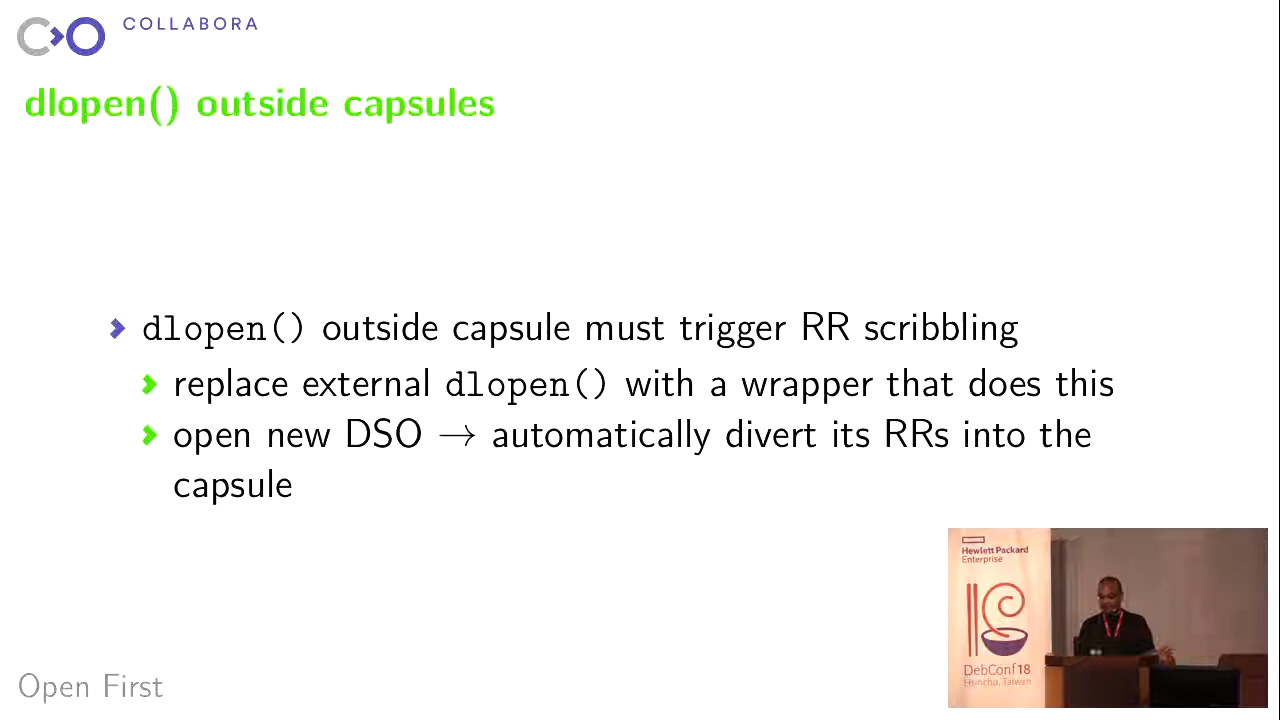 COLLABORA
dlopen() outside capsules
dlopen() outside capsule must trigger RR scribbling
replace external dlopen() with a wrapper that does this
open new DSO → automatically divert its RRs into the
capsule
Hewlett Packard
Enterprise
DebConf18
Hsinchu, Taiwan
Open First